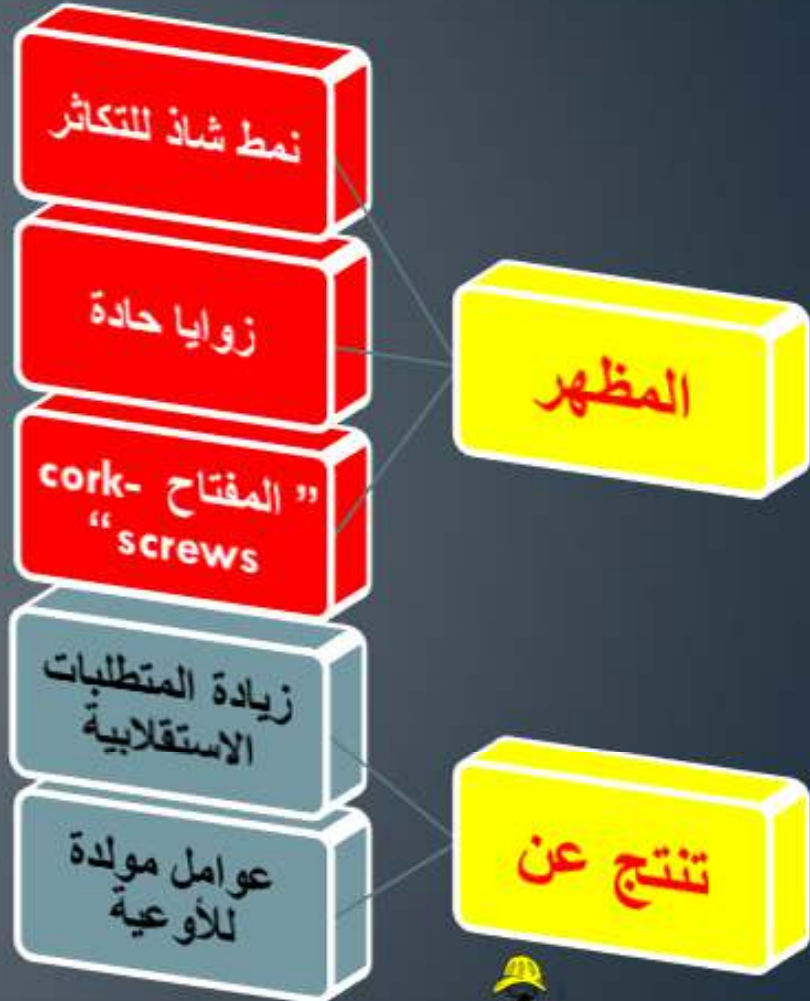 المظهر
نمط شاذ للتكاثر
زوايا حادة
” المفتاح cork-
screws “
تنتج عن
زيادة المتطلبات
الاستقلابية
عوامل مولدة
للأوعية